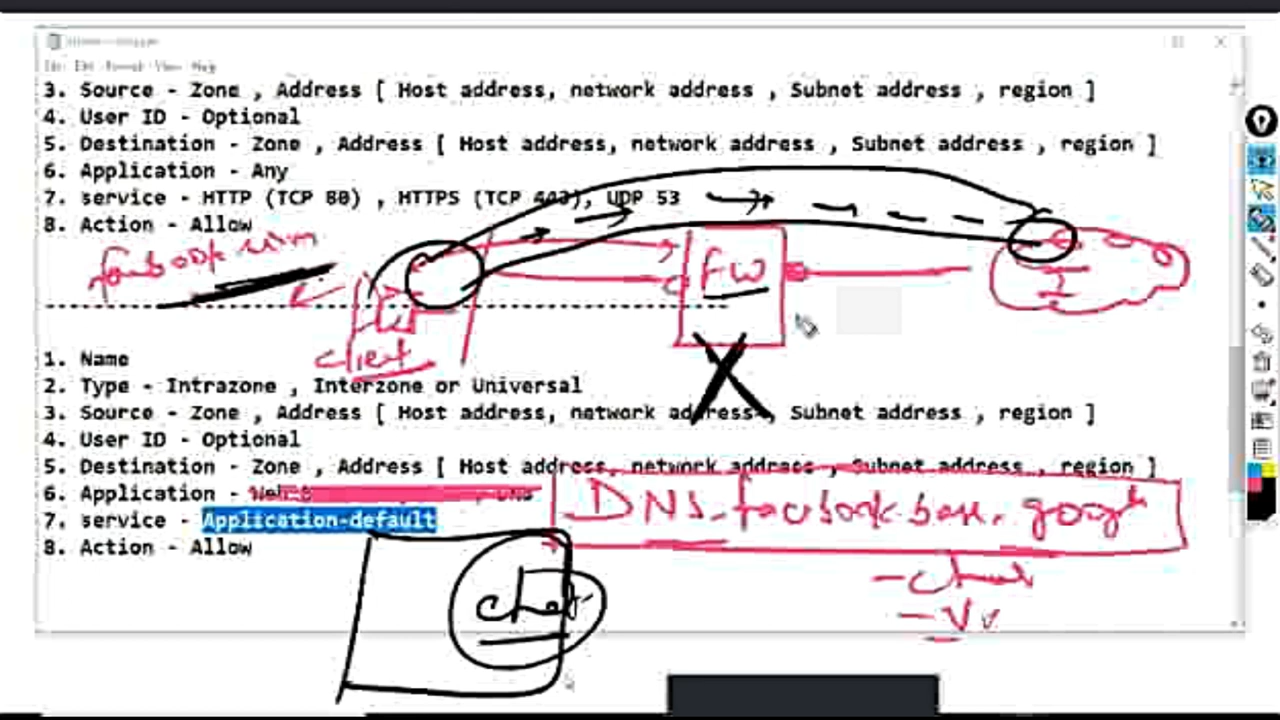 3. Source - Zone , Address [ Host address, network address , Subnet address , region ]
4. User ID - Optional
5. Destination - Zone , Address [ Host address, network address , Subnet address , region ]
6. Application - Any
7. service - HTTP (TCP 80) , HTTPS (TCP 443), UDP 53
8. Action - Allow
FW
client
1. Name
2. Type - Intrazone , Interzone or Universal
3. Source - Zone , Address [ Host address, network address , Subnet address , region ]
4. User ID - Optional
5. Destination - Zone , Address [ Host address, network address , Subnet address , region ]
6. Application -
DNS, facebook-base,
7. service - Application-default
8. Action - Allow
chat